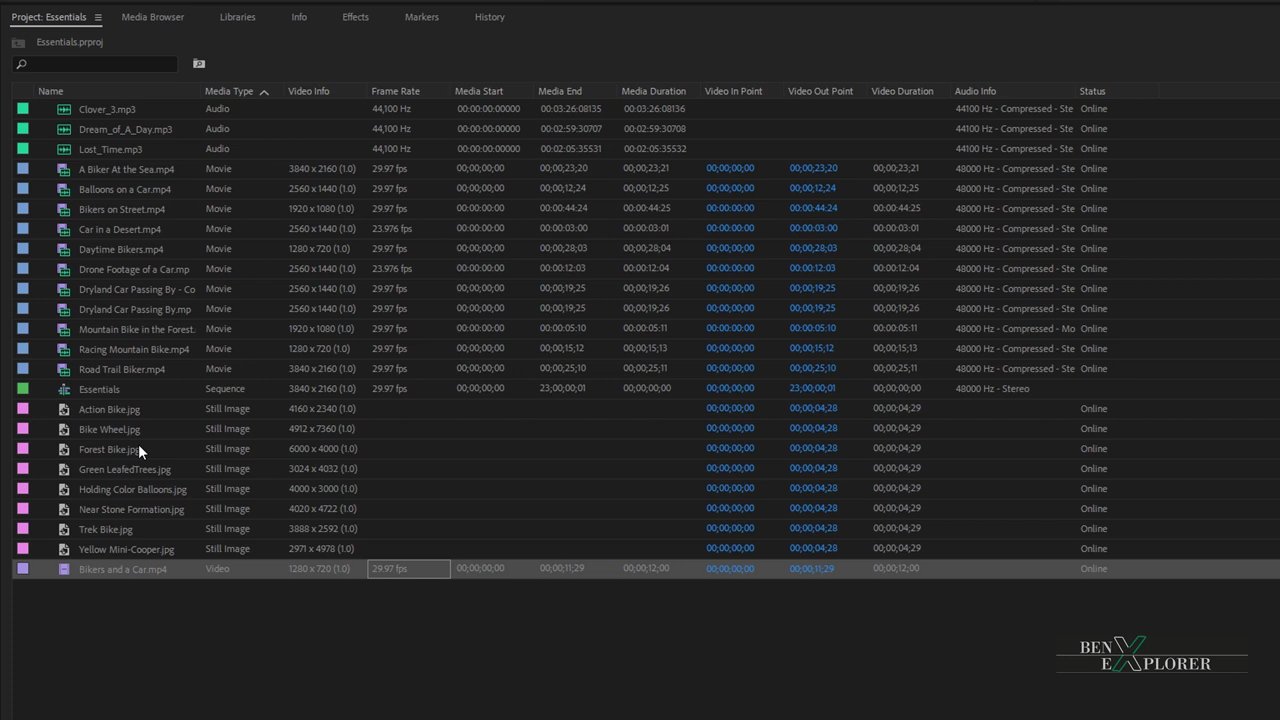 Project: Essentials Media Browser Libraries Info Effects Markers History
Essentials.prproj
Name Media Type Video Info Frame Rate Media Start Media End Media Duration Video In Point Video Out Point Video Duration Audio Info Status
Clover_3.mp3 Audio 44,100 Hz 00:00:00:00000 00:03:26:08135 00:03:26:08136 44100 Hz - Compressed - Ste Online
Dream_of_A_Day.mp3 Audio 44,100 Hz 00:00:00:00000 00:02:59:30707 00:02:59:30708 44100 Hz - Compressed - Ste Online
Lost_Time.mp3 Audio 44,100 Hz 00:00:00:00000 00:02:05:35531 00:02:05:35532 44100 Hz - Compressed - Ste Online
A Biker At the Sea.mp4 Movie 3840 x 2160 (1.0) 29.97 fps 00;00;00;00 00;00;23;20 00;00;23;21 00;00;00;00 00;00;23;20 00;00;23;21 48000 Hz - Compressed - Ste Online
Balloons on a Car.mp4 Movie 2560 x 1440 (1.0) 29.97 fps 00;00;00;00 00;00;12;24 00;00;12;25 00;00;00;00 00;00;12;24 00;00;12;25 48000 Hz - Compressed - Ste Online
Bikers on Street.mp4 Movie 1920 x 1080 (1.0) 29.97 fps 00:00:00:00 00:00:44:24 00:00:44:25 00:00:00:00 00:00:44:24 00:00:44:25 48000 Hz - Compressed - Ste Online
Car in a Desert.mp4 Movie 2560 x 1440 (1.0) 23.976 fps 00:00:00:00 00:00:03:00 00:00:03:01 00:00:00:00 00:00:03:00 00:00:03:01 48000 Hz - Compressed - Ste Online
Daytime Bikers.mp4 Movie 1280 x 720 (1.0) 29.97 fps 00;00;00;00 00;00;28;03 00;00;28;04 00;00;00;00 00;00;28;03 00;00;28;04 48000 Hz - Compressed - Ste Online
Drone Footage of a Car.mp Movie 2560 x 1440 (1.0) 23.976 fps 00:00:00:00 00:00:12:03 00:00:12:04 00:00:00:00 00:00:12:03 00:00:12:04 48000 Hz - Compressed - Ste Online
Dryland Car Passing By - Co Movie 2560 x 1440 (1.0) 29.97 fps 00;00;00;00 00;00;19;25 00;00;19;26 00;00;00;00 00;00;19;25 00;00;19;26 48000 Hz - Compressed - Ste Online
Dryland Car Passing By.mp Movie 2560 x 1440 (1.0) 29.97 fps 00;00;00;00 00;00;19;25 00;00;19;26 00;00;00;00 00;00;19;25 00;00;19;26 48000 Hz - Compressed - Ste Online
Mountain Bike in the Forest. Movie 1920 x 1080 (1.0) 29.97 fps 00:00:00:00 00:00:05:10 00:00:05:11 00:00:00:00 00:00:05:10 00:00:05:11 48000 Hz - Compressed - Mo Online
Racing Mountain Bike.mp4 Movie 1280 x 720 (1.0) 29.97 fps 00;00;00;00 00;00;15;12 00;00;15;13 00;00;00;00 00;00;15;12 00;00;15;13 48000 Hz - Compressed - Ste Online
Road Trail Biker.mp4 Movie 3840 x 2160 (1.0) 29.97 fps 00;00;00;00 00;00;25;10 00;00;25;11 00;00;00;00 00;00;25;10 00;00;25;11 48000 Hz - Compressed - Ste Online
Essentials Sequence 3840 x 2160 (1.0) 29.97 fps 00;00;00;00 23;00;00;01 00;00;00;00 23;00;00;01 00;00;00;00 48000 Hz - Stereo
Action Bike.jpg Still Image 4160 x 2340 (1.0) 00;00;00;00 00;00;04;28 00;00;04;29 Online
Bike Wheel.jpg Still Image 4912 x 7360 (1.0) 00;00;00;00 00;00;04;28 00;00;04;29 Online
Forest Bike.jpg Still Image 6000 x 4000 (1.0) 00;00;00;00 00;00;04;28 00;00;04;29 Online
Green LeafedTrees.jpg Still Image 3024 x 4032 (1.0) 00;00;00;00 00;00;04;28 00;00;04;29 Online
Holding Color Balloons.jpg Still Image 4000 x 3000 (1.0) 00;00;00;00 00;00;04;28 00;00;04;29 Online
Near Stone Formation.jpg Still Image 4020 x 4722 (1.0) 00;00;00;00 00;00;04;28 00;00;04;29 Online
Trek Bike.jpg Still Image 3888 x 2592 (1.0) 00;00;00;00 00;00;04;28 00;00;04;29 Online
Yellow Mini-Cooper.jpg Still Image 2971 x 4978 (1.0) 00;00;00;00 00;00;04;28 00;00;04;29 Online
Bikers and a Car.mp4 Video 1280 x 720 (1.0) 29.97 fps 00;00;00;00 00;00;11;29 00;00;12;00 00;00;00;00 00;00;11;29 00;00;12;00 Online
BEN
EXPLORER